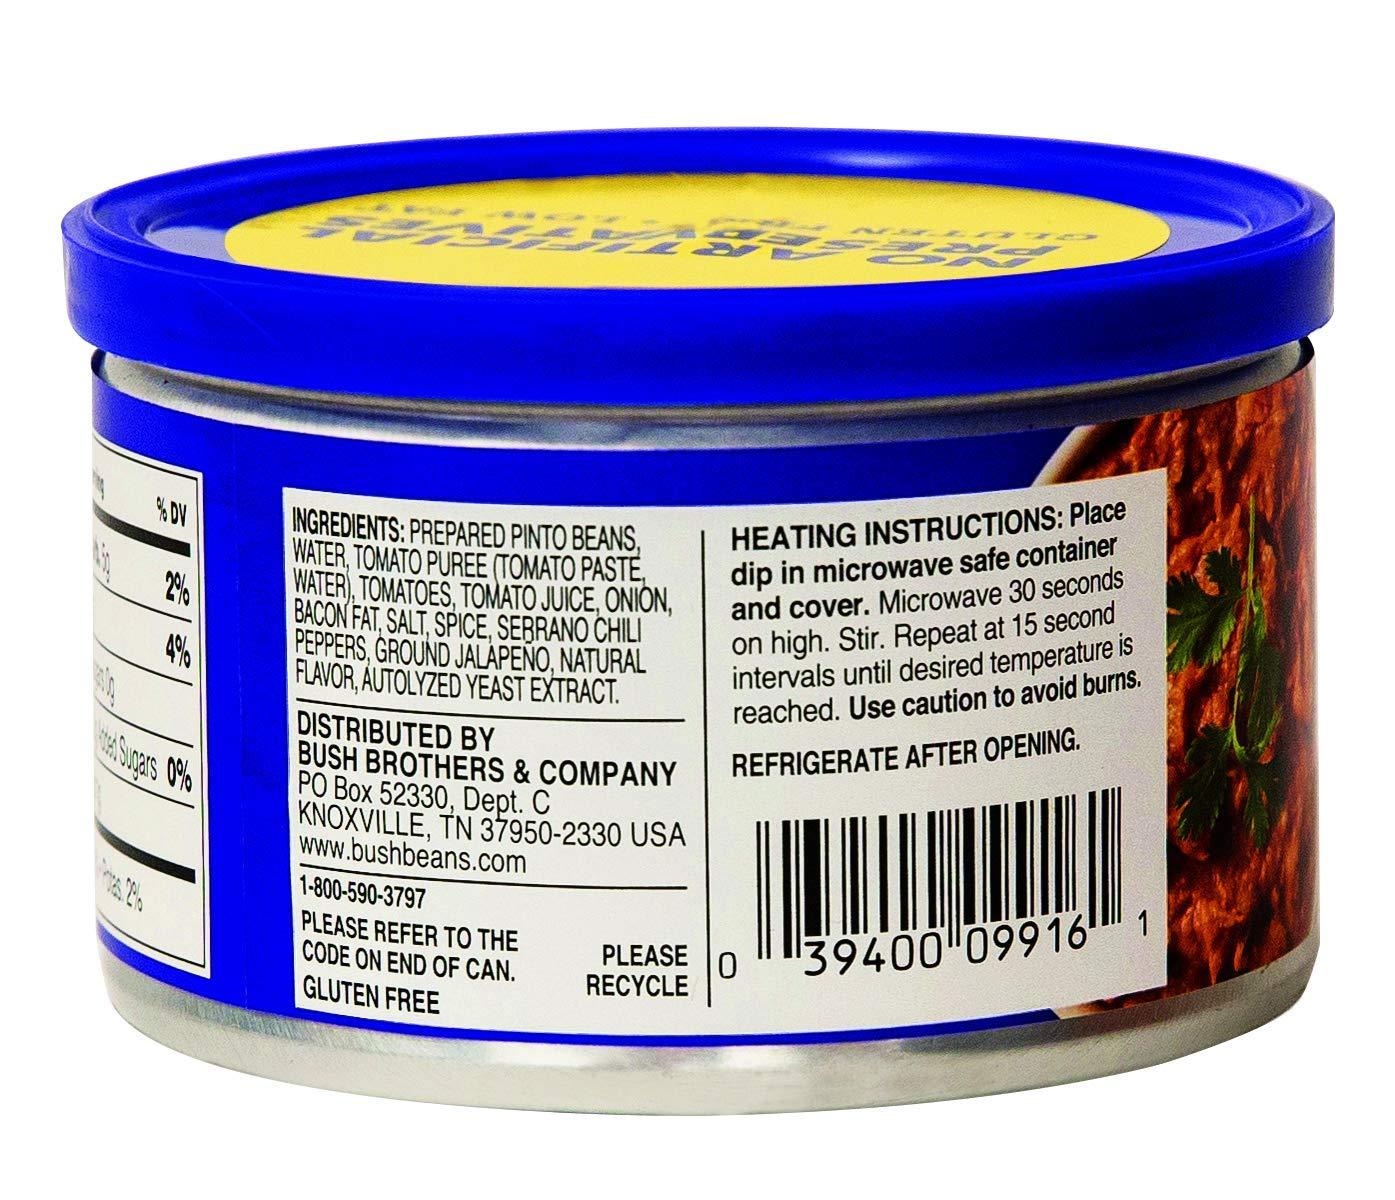 NO ARTIFICIAL
PRESERVATIVES
GLUTEN FREE • LOW FAT
% DV
5g
2%
4%
0g
Added Sugars 0%
Potas. 2%
INGREDIENTS: PREPARED PINTO BEANS,
WATER, TOMATO PUREE (TOMATO PASTE,
WATER), TOMATOES, TOMATO JUICE, ONION,
BACON FAT, SALT, SPICE, SERRANO CHILI
PEPPERS, GROUND JALAPEÑO, NATURAL
FLAVOR, AUTOLYZED YEAST EXTRACT.
DISTRIBUTED BY
BUSH BROTHERS & COMPANY
PO Box 52330, Dept. C
KNOXVILLE, TN 37950-2330 USA
www.bushbeans.com
1-800-590-3797
PLEASE REFER TO THE
CODE ON END OF CAN.
GLUTEN FREE
PLEASE
RECYCLE
HEATING INSTRUCTIONS: Place
dip in microwave safe container
and cover. Microwave 30 seconds
on high. Stir. Repeat at 15 second
intervals until desired temperature is
reached. Use caution to avoid burns.
REFRIGERATE AFTER OPENING.
0 39400 09916 1